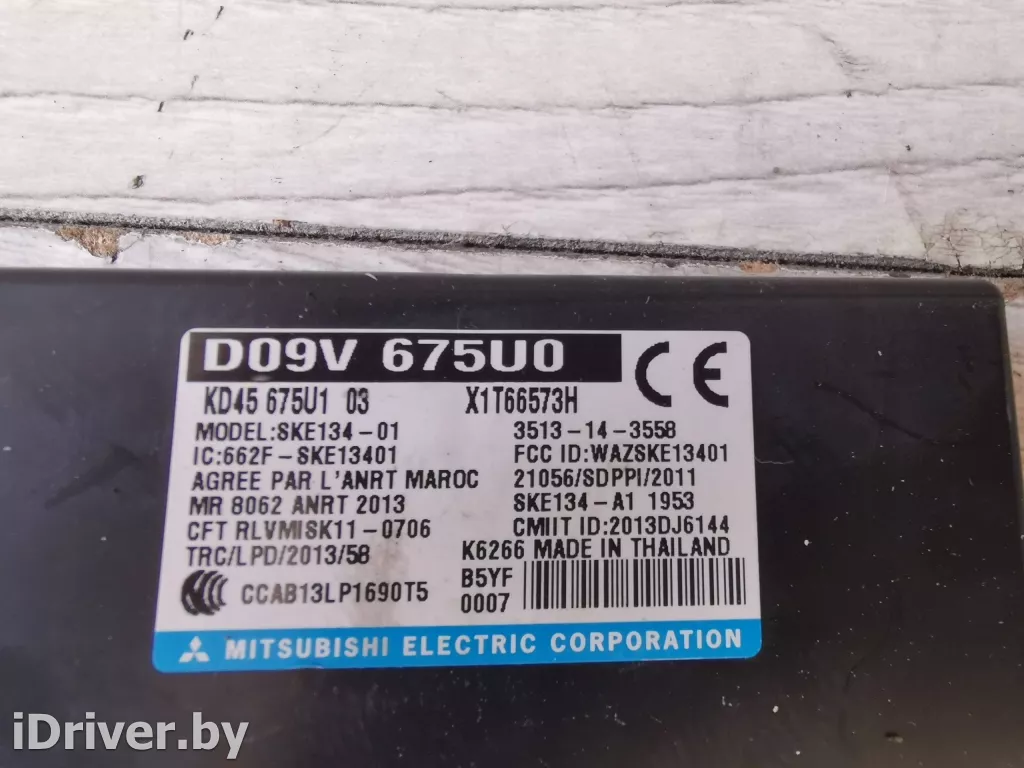 D09V 675U0
CE
KD45 675U1 03 X1T66573H
MODEL:SKE134-01 3513-14-3558
IC:662F-SKE13401 FCC ID:WAZSKE13401
AGREE PAR L'ANRT MAROC 21056/SDPPI/2011
MR 8062 ANRT 2013 SKE134-A1 1953
CFT RLVMISK11-0706 CMIIT ID:2013DJ6144
TRC/LPD/2013/58 K6266 MADE IN THAILAND
CCAB13LP1690T5 B5YF
0007
MITSUBISHI ELECTRIC CORPORATION
iDriver.by